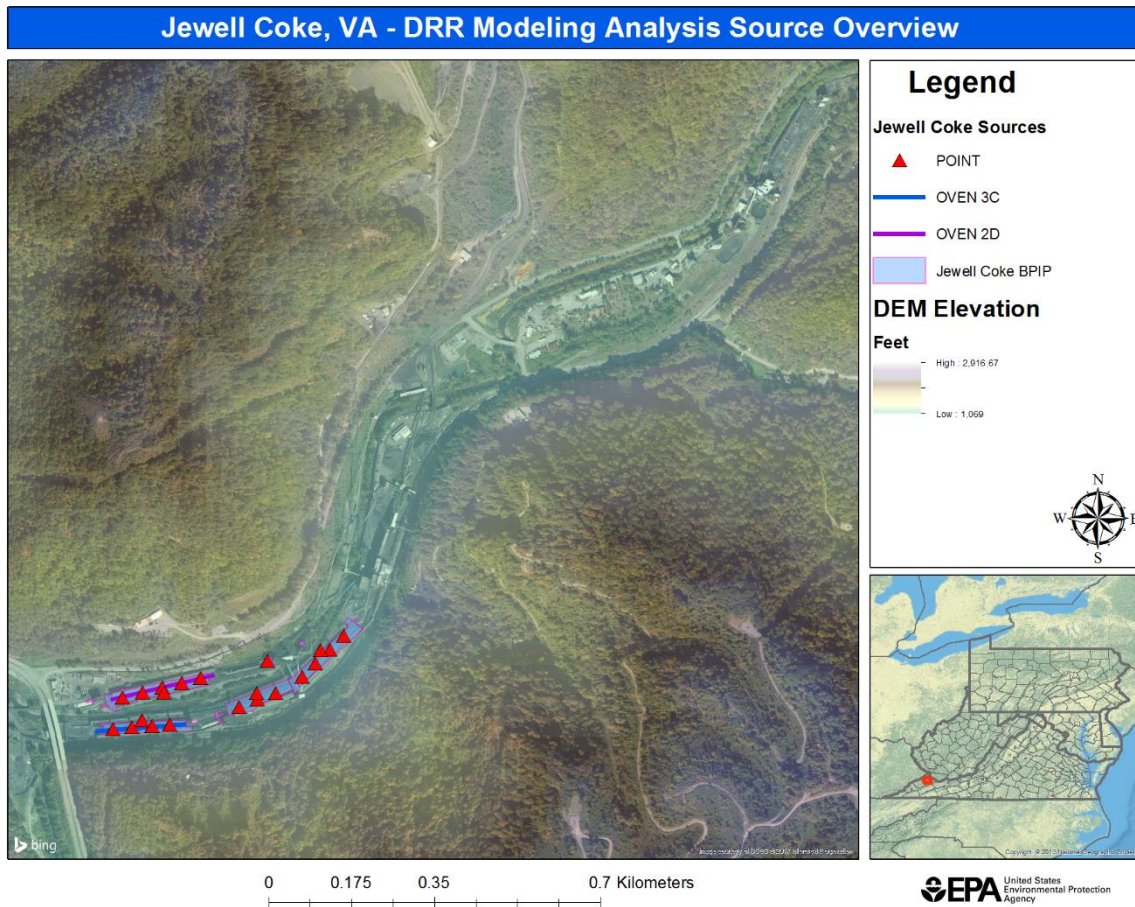 Jewell Coke, VA - DRR Modeling Analysis Source Overview
Legend
Jewell Coke Sources
POINT
OVEN 3C
OVEN 2D
Jewell Coke BPIP
DEM Elevation
Feet
High : 2,916.67
Low : 1,069
N
W E
S
bing
0 0.175 0.35 0.7 Kilometers
EPA
United States
Environmental Protection
Agency